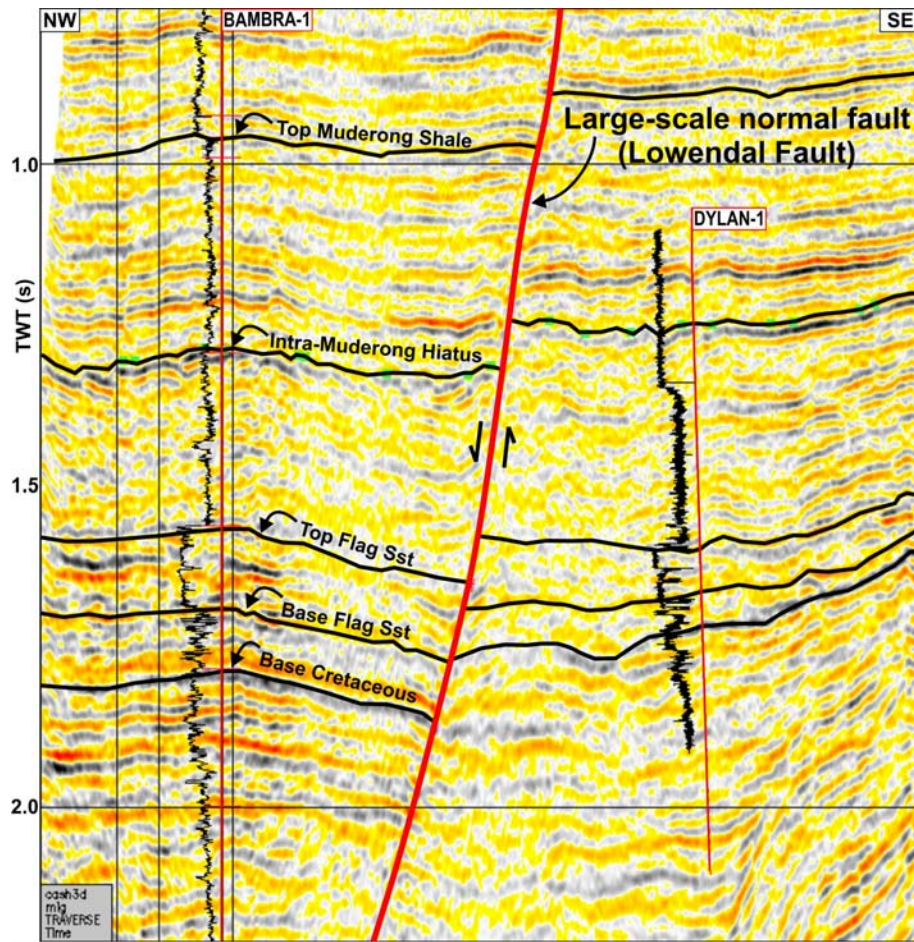 NW
BAMBRA-1
SE
Top Muderong Shale
Large-scale normal fault
(Lowendal Fault)
1.0
DYLAN-1
TWT (s)
Intra-Muderong Hiatus
1.5
Top Flag Sst
Base Flag Sst
Base Cretaceous
2.0
cash3d
mig
TRAVERSE
Time